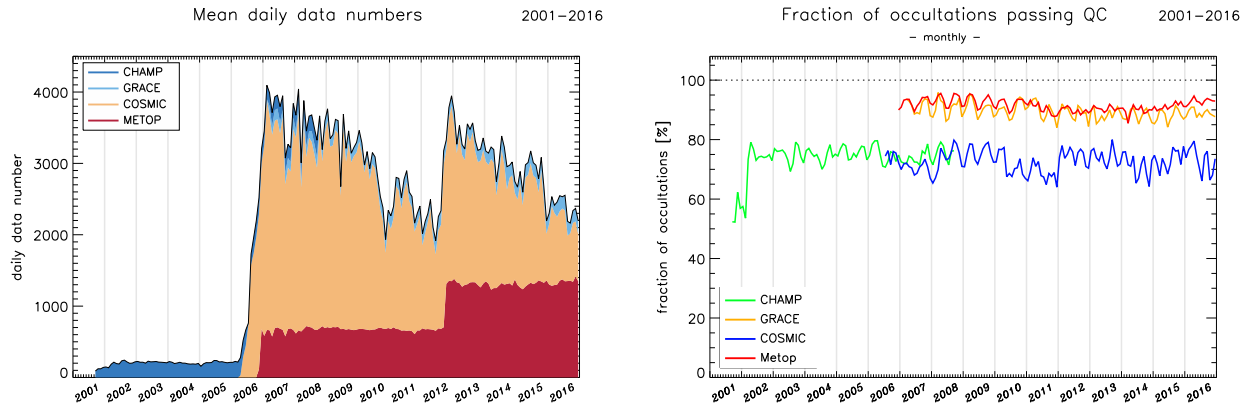 Mean daily data numbers 2001-2016
CHAMP
GRACE
COSMIC
METOP
daily data number
4000
3000
2000
1000
0
2001 2002 2003 2004 2005 2006 2007 2008 2009 2010 2011 2012 2013 2014 2015 2016
Fraction of occultations passing QC 2001-2016
- monthly -
fraction of occultations [%]
100
80
60
40
20
0
CHAMP
GRACE
COSMIC
Metop
2001 2002 2003 2004 2005 2006 2007 2008 2009 2010 2011 2012 2013 2014 2015 2016